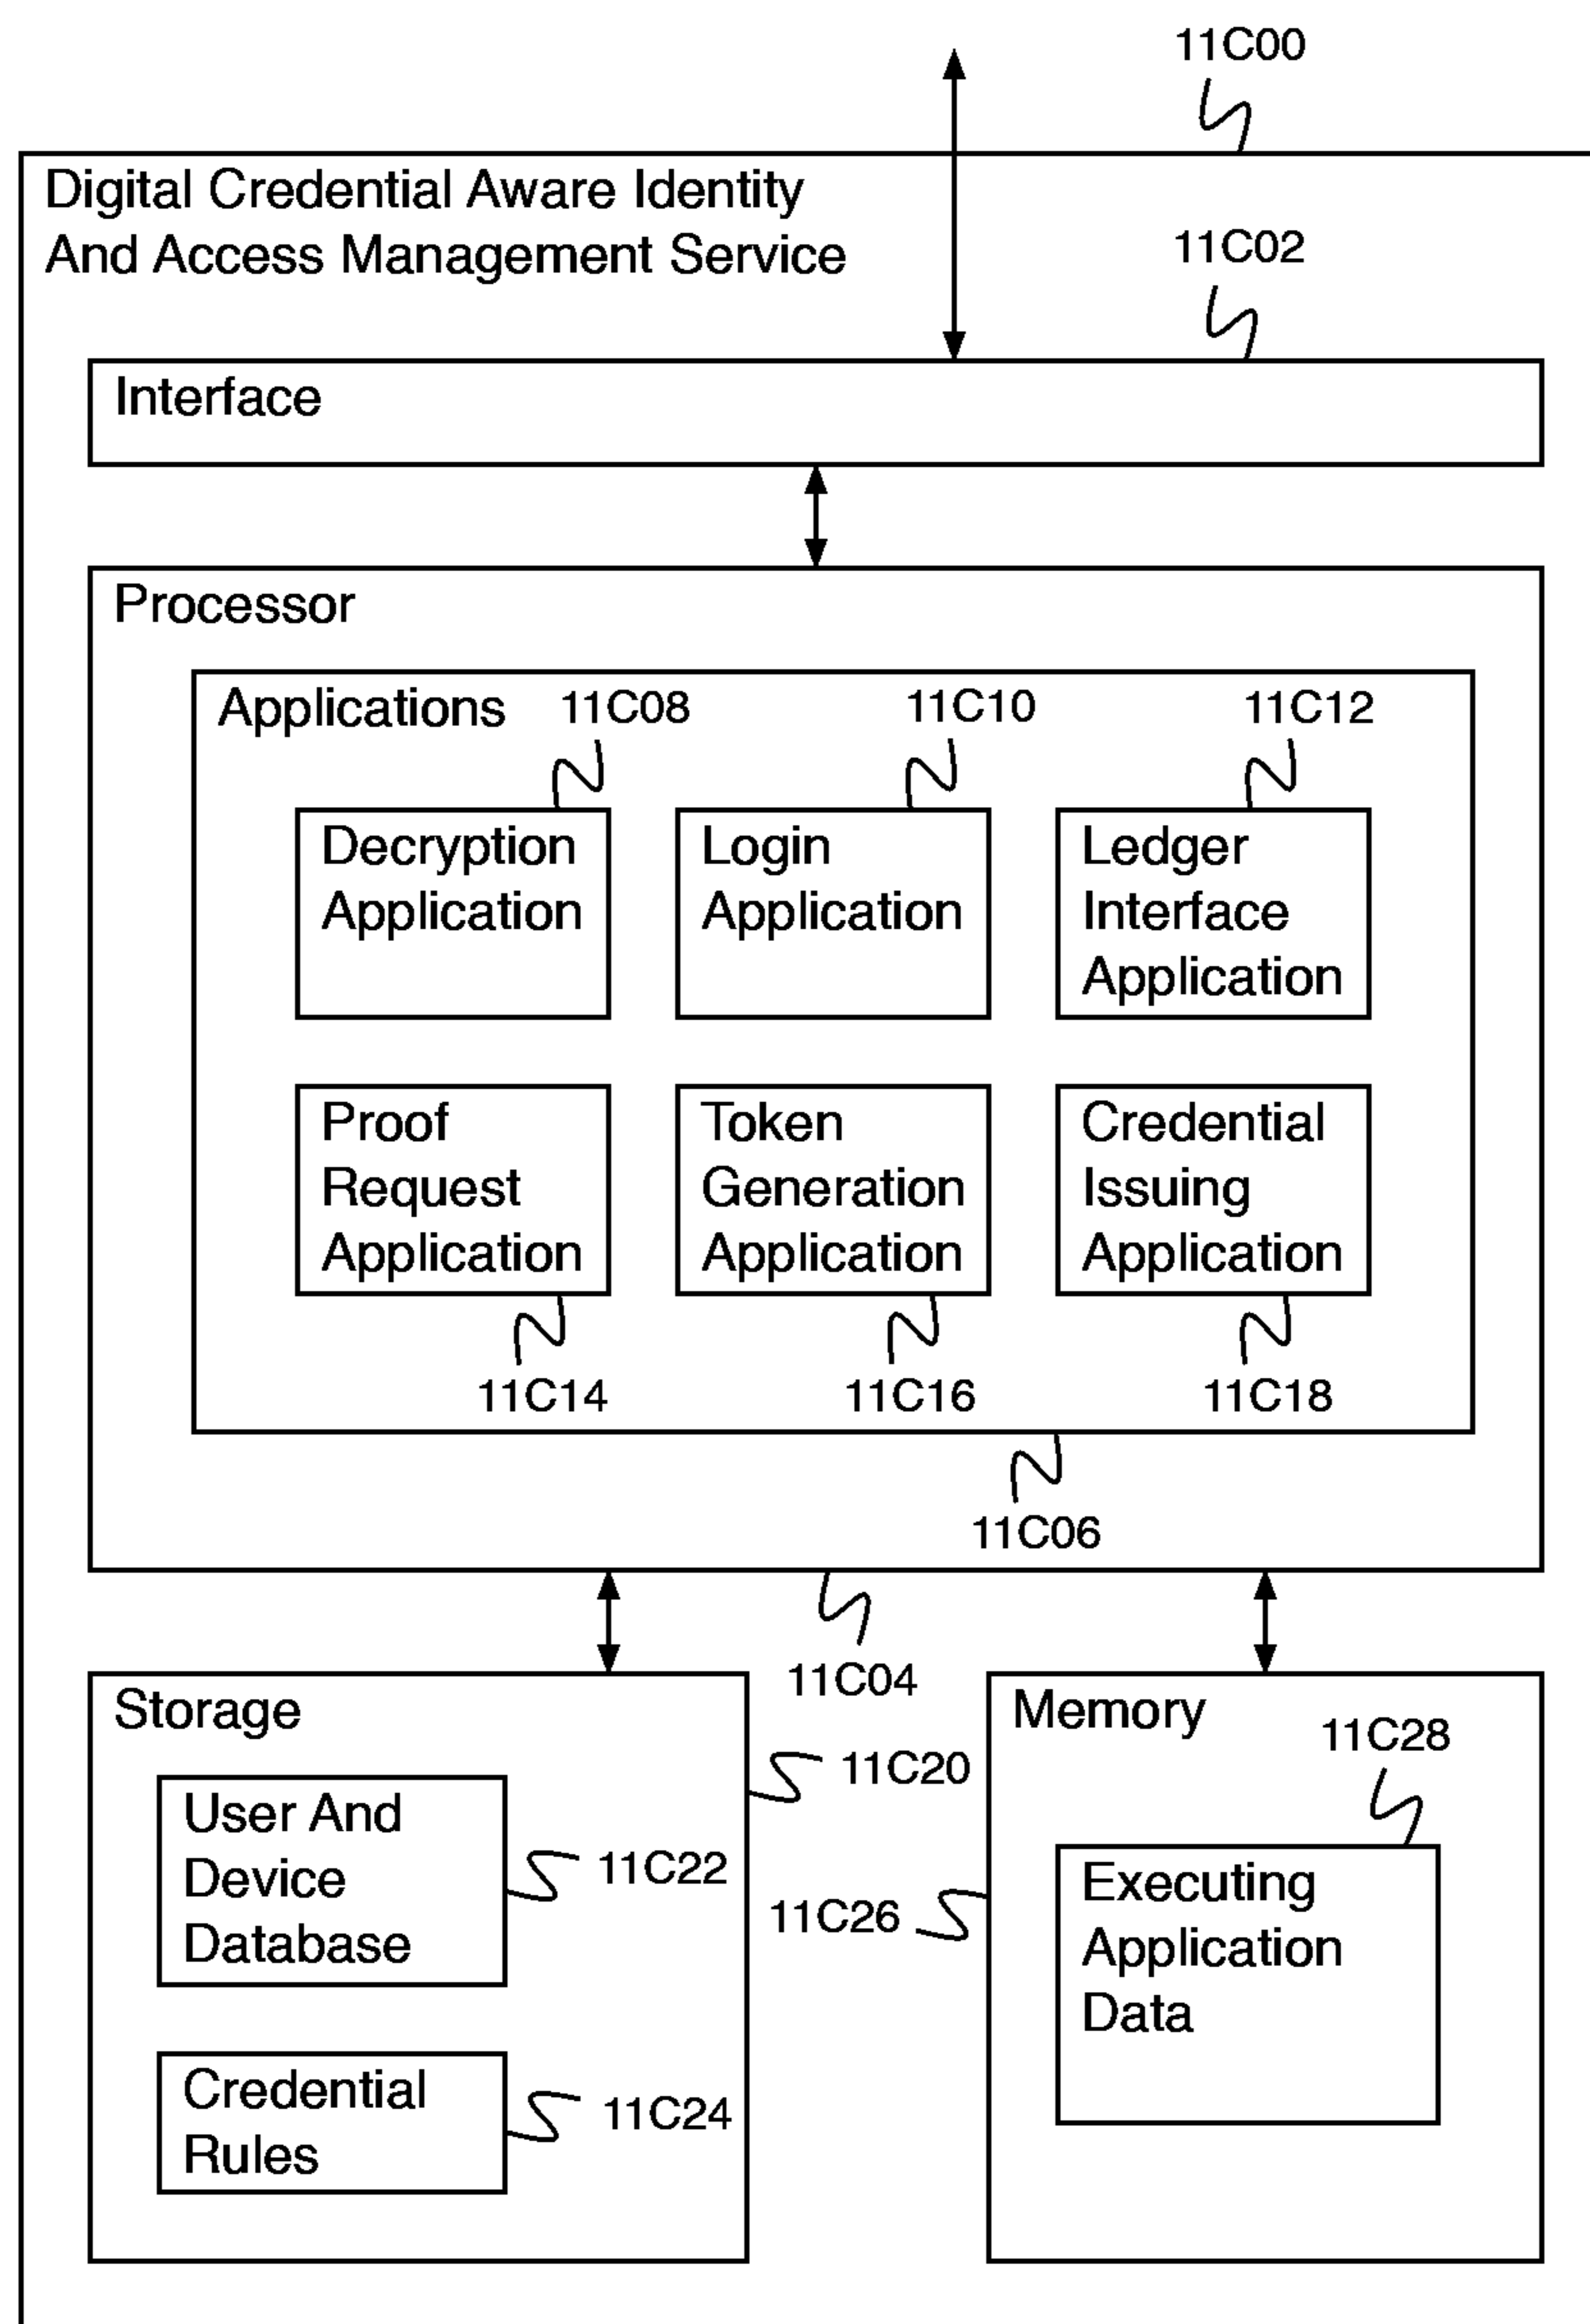 11C00
Digital Credential Aware Identity
And Access Management Service
11C02
Interface
Processor
Applications
11C08
11C10
11C12
Decryption
Application
Login
Application
Ledger
Interface
Application
Proof
Request
Application
Token
Generation
Application
Credential
Issuing
Application
11C14
11C16
11C18
11C06
11C04
Storage
11C20
User And
Device
Database
11C22
Credential
Rules
11C24
Memory
11C28
11C26
Executing
Application
Data